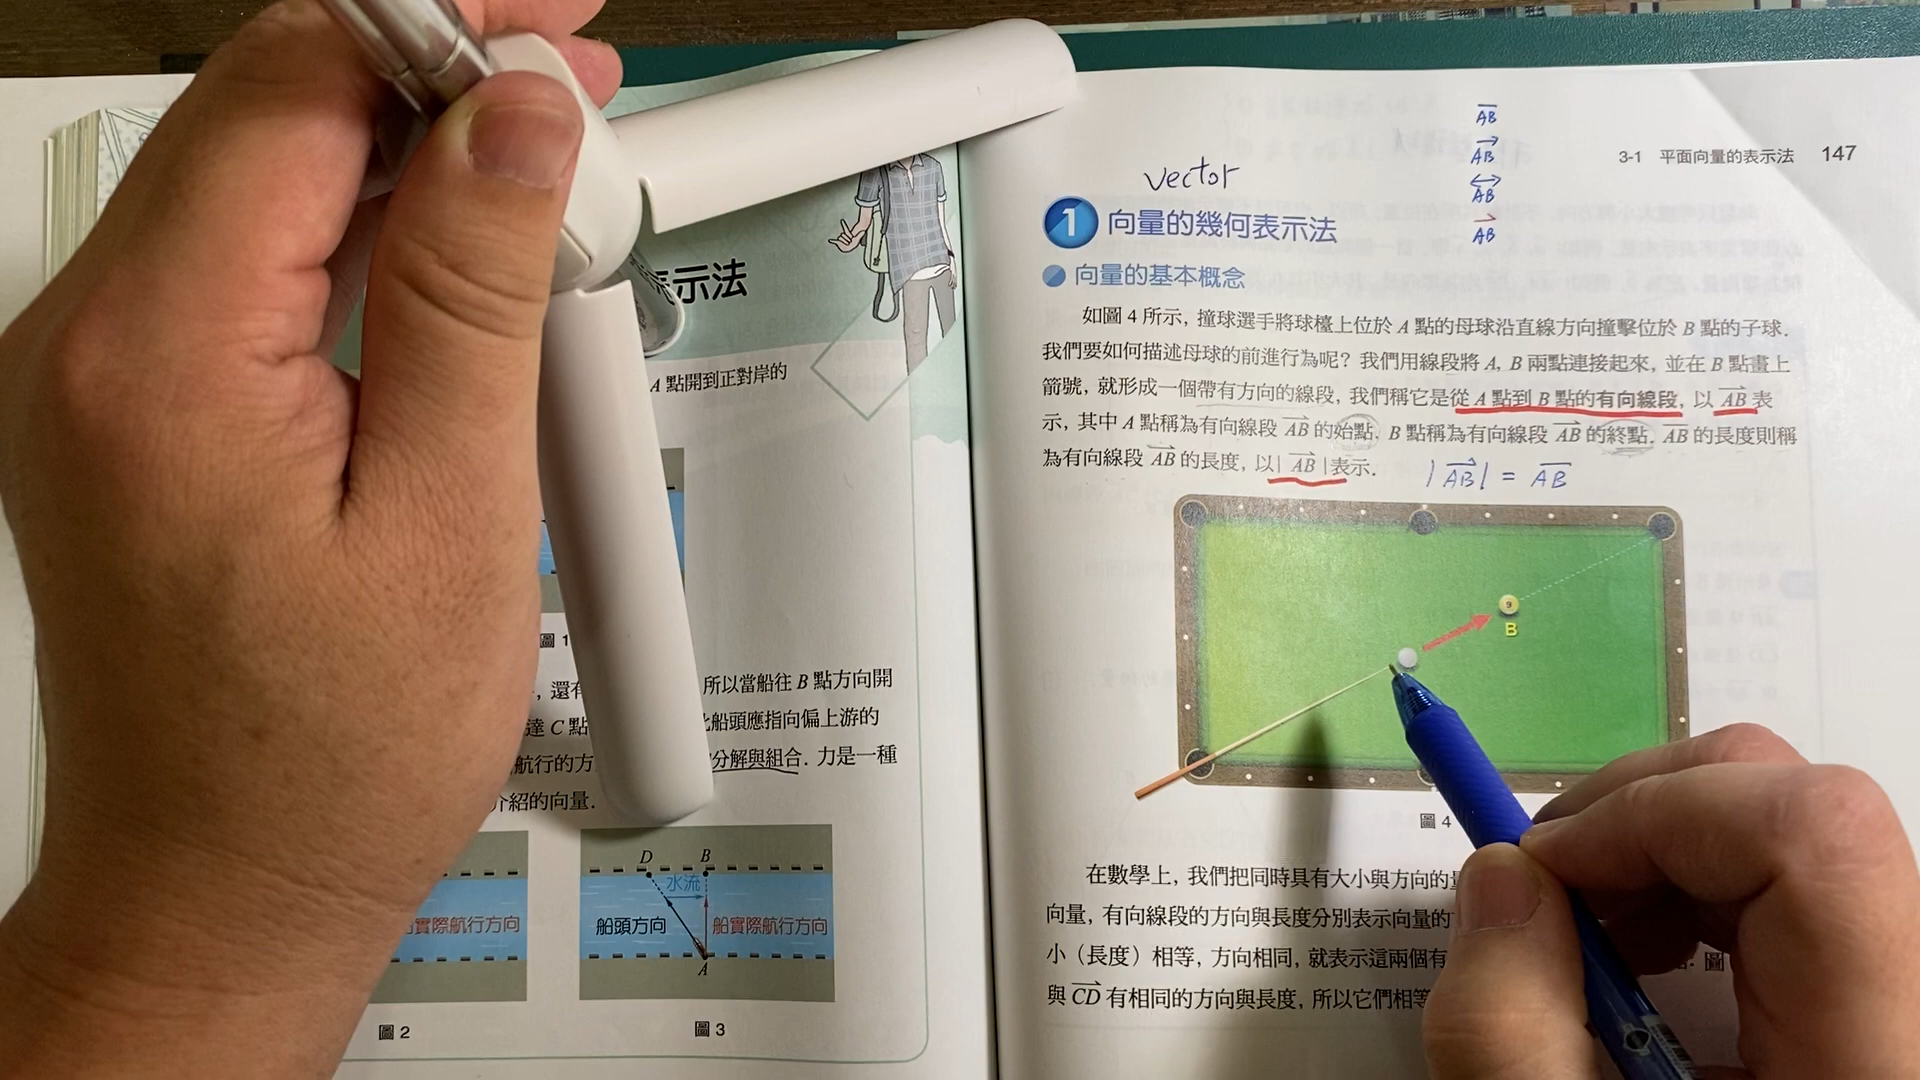 表示法
A 點開到正對岸的
圖 1
，還有
所以當船往 B 點方向開
達 C 點
船頭應指向偏上游的
航行的方
分解與組合．力是一種
介紹的向量．
實際航行方向
圖 2
D
B
水流
船頭方向
船實際航行方向
A
圖 3
3-1 平面向量的表示法 147
AB
AB
AB
AB
vector
1 向量的幾何表示法
向量的基本概念
如圖 4 所示，撞球選手將球檯上位於 A 點的母球沿直線方向撞擊位於 B 點的子球．
我們要如何描述母球的前進行為呢？我們用線段將 A, B 兩點連接起來，並在 B 點畫上
箭號，就形成一個帶有方向的線段，我們稱它是從 A 點到 B 點的有向線段，以 AB 表
示，其中 A 點稱為有向線段 AB 的始點，B 點稱為有向線段 AB 的終點．AB 的長度則稱
為有向線段 AB 的長度，以| AB |表示．
|AB| = AB
9
B
圖 4
在數學上，我們把同時具有大小與方向的
向量，有向線段的方向與長度分別表示向量的
小（長度）相等，方向相同，就表示這兩個有
圖
與 CD 有相同的方向與長度，所以它們相等